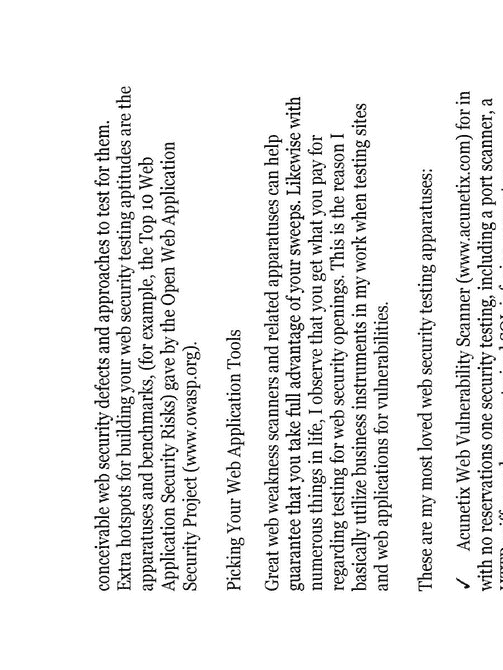 conceivable web security defects and approaches to test for them.
Extra hotspots for building your web security testing aptitudes are the
apparatuses and benchmarks, (for example, the Top 10 Web
Application Security Risks) gave by the Open Web Application
Security Project (www.owasp.org).
Picking Your Web Application Tools
Great web weakness scanners and related apparatuses can help
guarantee that you take full advantage of your sweeps. Likewise with
numerous things in life, I observe that you get what you pay for
regarding testing for web security openings. This is the reason I
basically utilize business instruments in my work when testing sites
and web applications for vulnerabilities.
These are my most loved web security testing apparatuses:
✓ Acunetix Web Vulnerability Scanner (www.acunetix.com) for in
with no reservations one security testing, including a port scanner, a